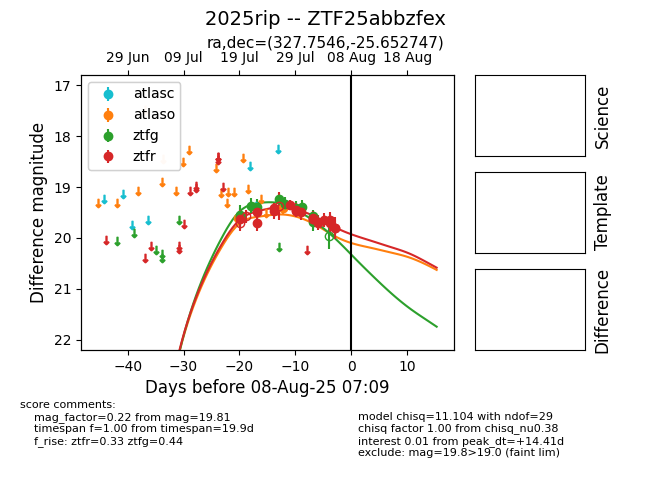 2025rip -- ZTF25abbzfex
ra,dec=(327.7546,-25.652747)
29 Jun 09 Jul 19 Jul 29 Jul 08 Aug 18 Aug
atlasc
atlaso
ztfg
ztfr
17
18
19
20
21
22
Difference magnitude
−40 −30 −20 −10 0 10
Days before 08-Aug-25 07:09
Science
Template
Difference
score comments:
mag_factor=0.22 from mag=19.81
timespan f=1.00 from timespan=19.9d
f_rise: ztfr=0.33 ztfg=0.44
model chisq=11.104 with ndof=29
chisq factor 1.00 from chisq_nu0.38
interest 0.01 from peak_dt=+14.41d
exclude: mag=19.8>19.0 (faint lim)